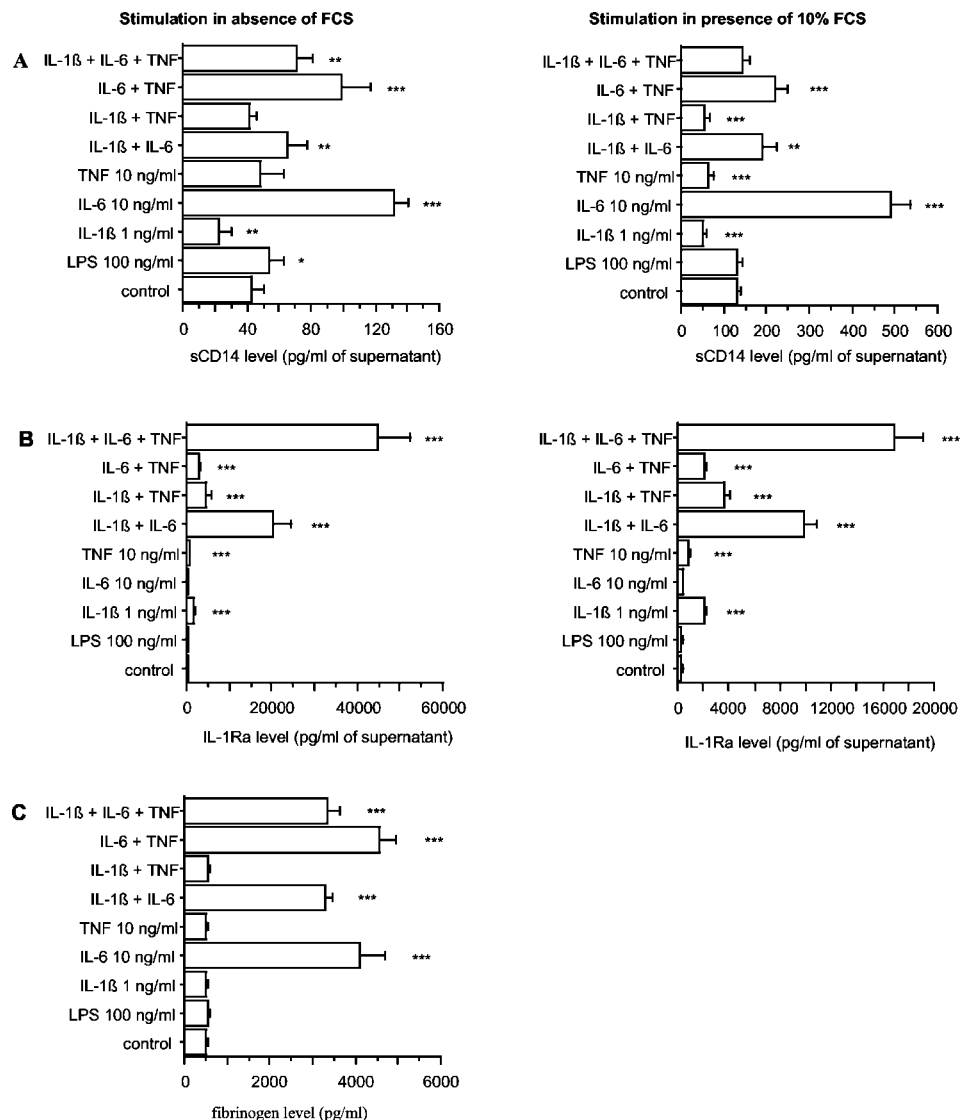 Stimulation in absence of FCS
Stimulation in presence of 10% FCS
A
IL-1ß + IL-6 + TNF
**
IL-6 + TNF
***
IL-1ß + TNF
IL-1ß + IL-6
**
TNF 10 ng/ml
IL-6 10 ng/ml
***
IL-1ß 1 ng/ml
**
LPS 100 ng/ml
*
control
0 40 80 120 160
sCD14 level (pg/ml of supernatant)
IL-1ß + IL-6 + TNF
IL-6 + TNF
***
IL-1ß + TNF
***
IL-1ß + IL-6
**
TNF 10 ng/ml
***
IL-6 10 ng/ml
***
IL-1ß 1 ng/ml
***
LPS 100 ng/ml
control
0 100 200 300 400 500 600
sCD14 level (pg/ml of supernatant)
B
IL-1ß + IL-6 + TNF
***
IL-6 + TNF
***
IL-1ß + TNF
***
IL-1ß + IL-6
***
TNF 10 ng/ml
***
IL-6 10 ng/ml
IL-1ß 1 ng/ml
***
LPS 100 ng/ml
control
0 20000 40000 60000
IL-1Ra level (pg/ml of supernatant)
IL-1ß + IL-6 + TNF
***
IL-6 + TNF
***
IL-1ß + TNF
***
IL-1ß + IL-6
***
TNF 10 ng/ml
***
IL-6 10 ng/ml
IL-1ß 1 ng/ml
***
LPS 100 ng/ml
control
0 4000 8000 12000 16000 20000
IL-1Ra level (pg/ml of supernatant)
C
IL-1ß + IL-6 + TNF
***
IL-6 + TNF
***
IL-1ß + TNF
IL-1ß + IL-6
***
TNF 10 ng/ml
IL-6 10 ng/ml
***
IL-1ß 1 ng/ml
LPS 100 ng/ml
control
0 2000 4000 6000
fibrinogen level (pg/ml)